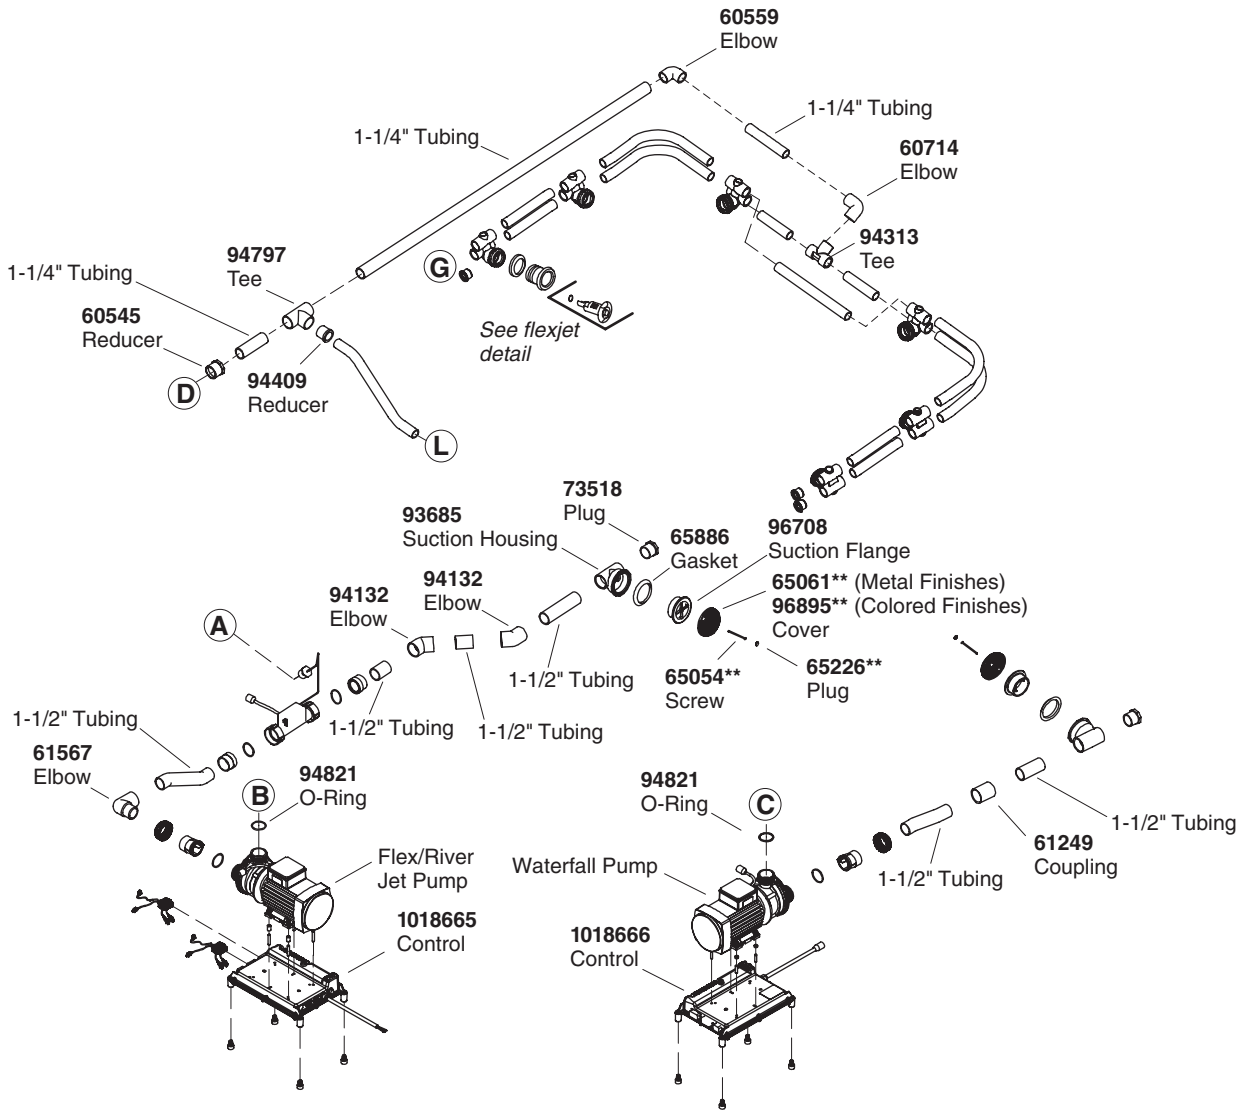 60559
Elbow
1-1/4" Tubing
1-1/4" Tubing
60714
Elbow
94313
Tee
94797
Tee
1-1/4" Tubing
G
60545
Reducer
See flexjet
detail
D
94409
Reducer
L
73518
Plug
93685
Suction Housing
65886
Gasket
96708
Suction Flange
65061** (Metal Finishes)
96895** (Colored Finishes)
Cover
94132
Elbow
94132
Elbow
A
1-1/2" Tubing
65054**
Screw
65226**
Plug
1-1/2" Tubing
1-1/2" Tubing
1-1/2" Tubing
61567
Elbow
94821
O-Ring
B
94821
O-Ring
C
1-1/2" Tubing
61249
Coupling
1-1/2" Tubing
Flex/River
Jet Pump
Waterfall Pump
1018665
Control
1018666
Control